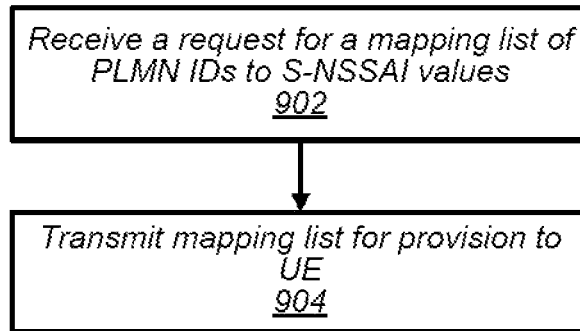 Receive a request for a mapping list of
PLMN IDs to S-NSSAI values
902
Transmit mapping list for provision to
UE
904